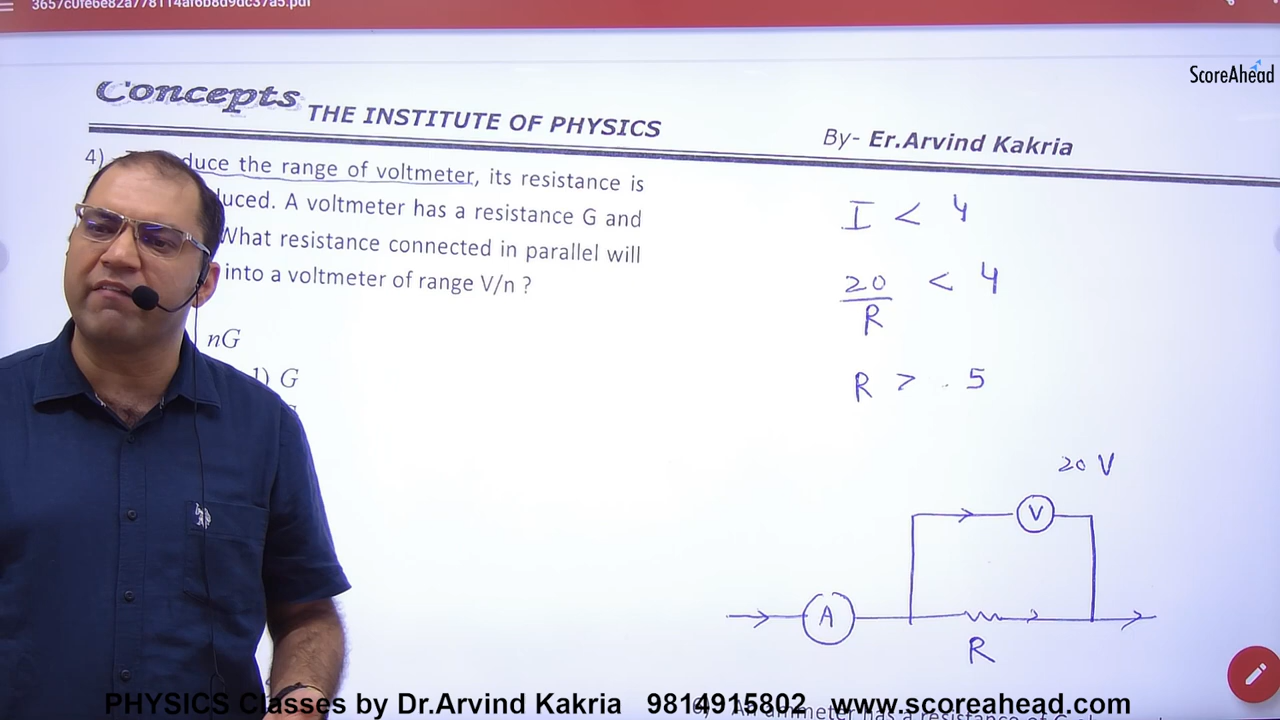 3657c0fe6e82a778114af6b8d9dc37a5.pdf
ScoreAhead
Concepts THE INSTITUTE OF PHYSICS
By- Er.Arvind Kakria
4) duce the range of voltmeter, its resistance is
uced. A voltmeter has a resistance G and
What resistance connected in parallel will
into a voltmeter of range V/n ?
nG
1) G
I < 4
20/R < 4
R > 5
20 V
V
A
R
6) An ammeter has a resistance of G
PHYSICS Classes by Dr.Arvind Kakria 9814915802 www.scoreahead.com